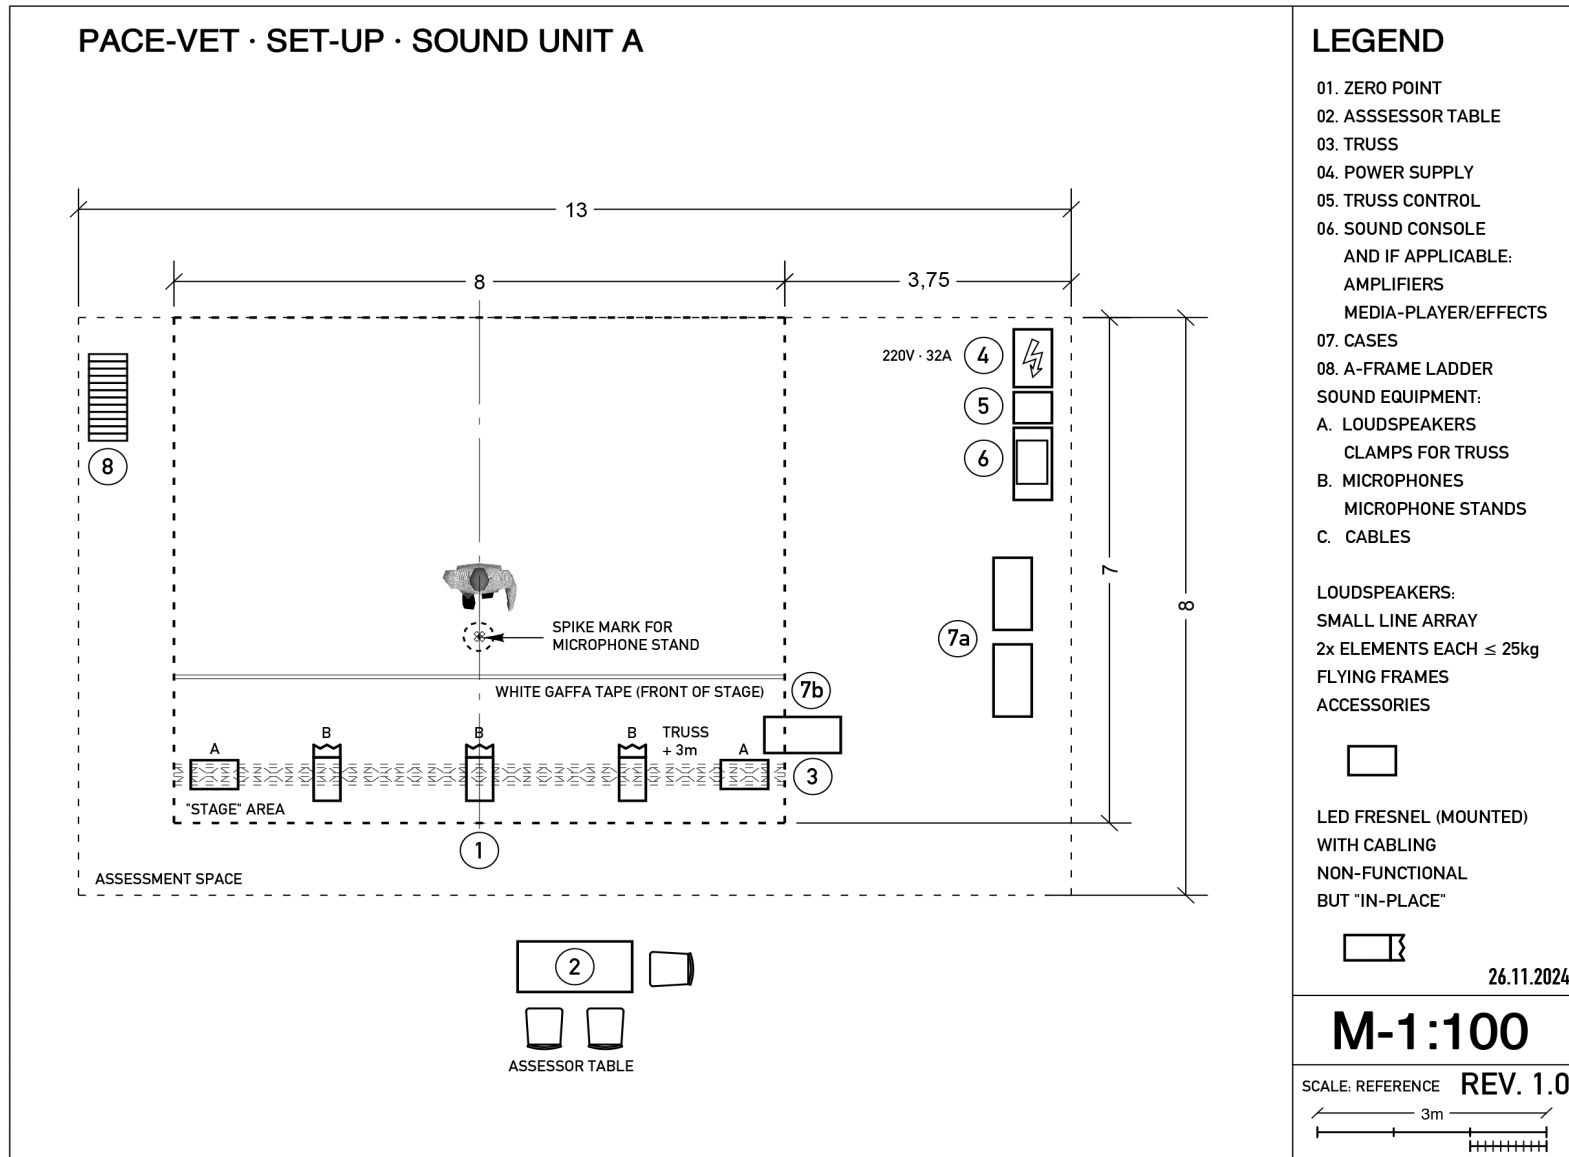 PACE-VET · SET-UP · SOUND UNIT A
13
8
3,75
220V · 32A
4
5
6
8
7
8
7a
SPIKE MARK FOR
MICROPHONE STAND
WHITE GAFFA TAPE (FRONT OF STAGE)
7b
B
B
B
TRUSS
+ 3m
A
A
3
"STAGE" AREA
1
ASSESSMENT SPACE
2
ASSESSOR TABLE
LEGEND
01. ZERO POINT
02. ASSSESSOR TABLE
03. TRUSS
04. POWER SUPPLY
05. TRUSS CONTROL
06. SOUND CONSOLE
AND IF APPLICABLE:
AMPLIFIERS
MEDIA-PLAYER/EFFECTS
07. CASES
08. A-FRAME LADDER
SOUND EQUIPMENT:
A. LOUDSPEAKERS
CLAMPS FOR TRUSS
B. MICROPHONES
MICROPHONE STANDS
C. CABLES
LOUDSPEAKERS:
SMALL LINE ARRAY
2x ELEMENTS EACH ≤ 25kg
FLYING FRAMES
ACCESSORIES
LED FRESNEL (MOUNTED)
WITH CABLING
NON-FUNCTIONAL
BUT "IN-PLACE"
26.11.2024
M-1:100
SCALE: REFERENCE REV. 1.0
3m